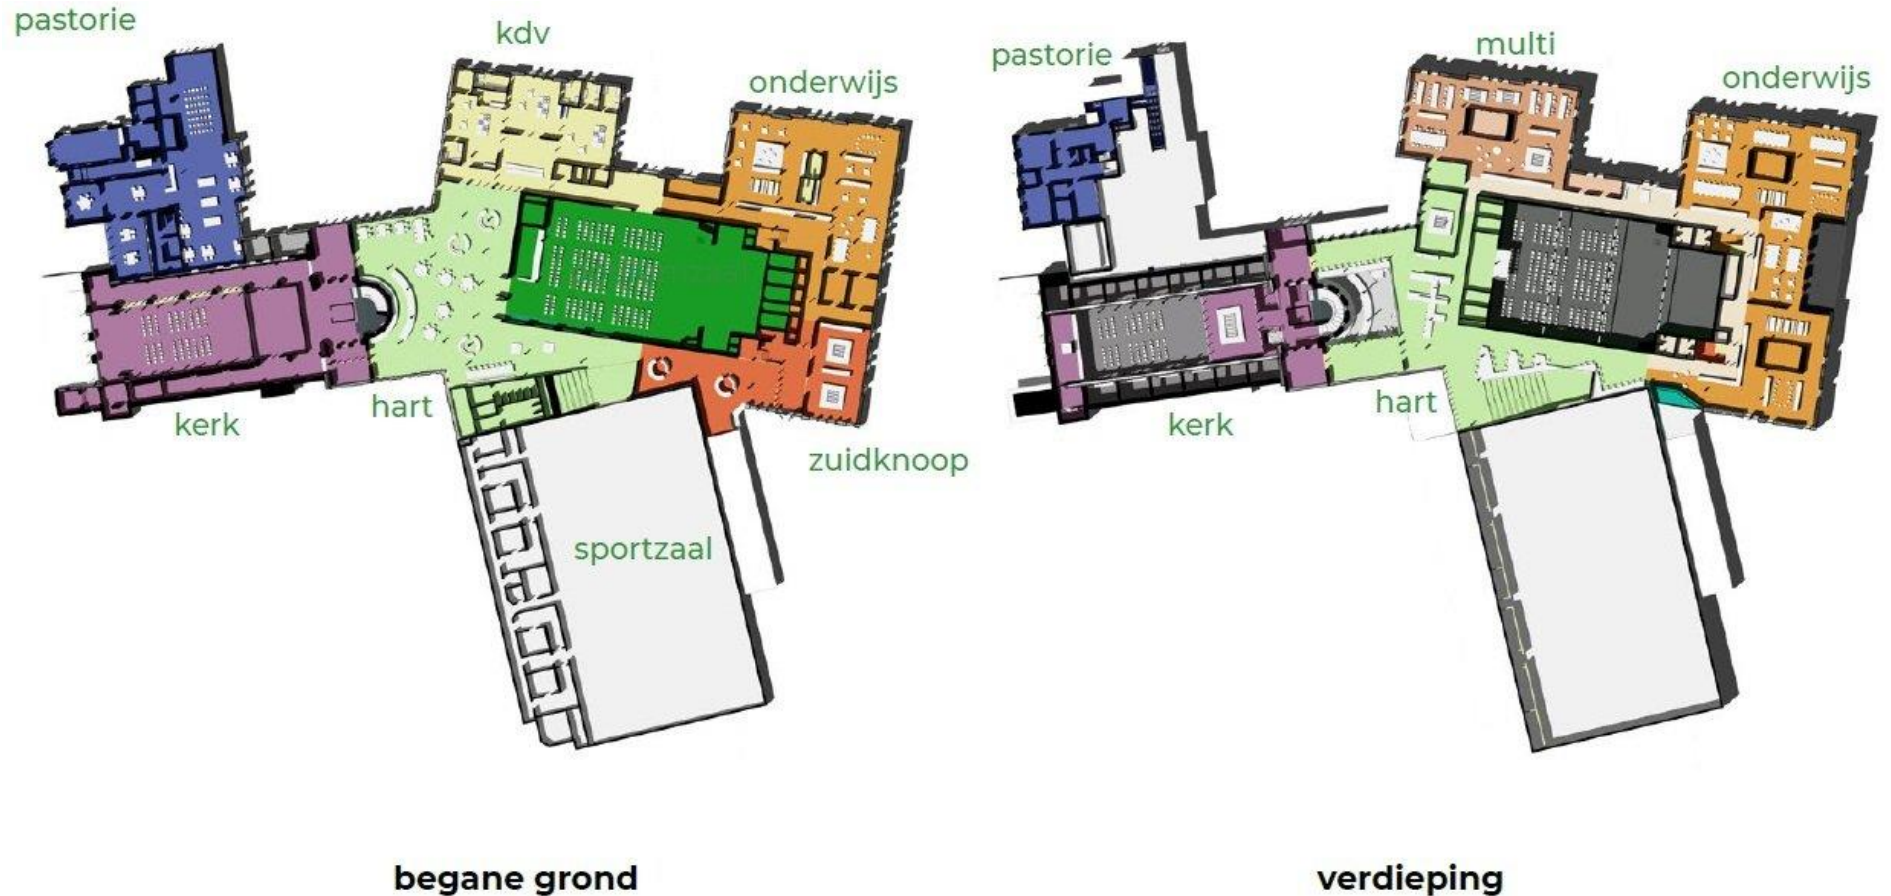 pastorie
kdv
onderwijs
kerk
hart
zuidknoop
sportzaal
begane grond
pastorie
multi
onderwijs
kerk
hart
verdieping